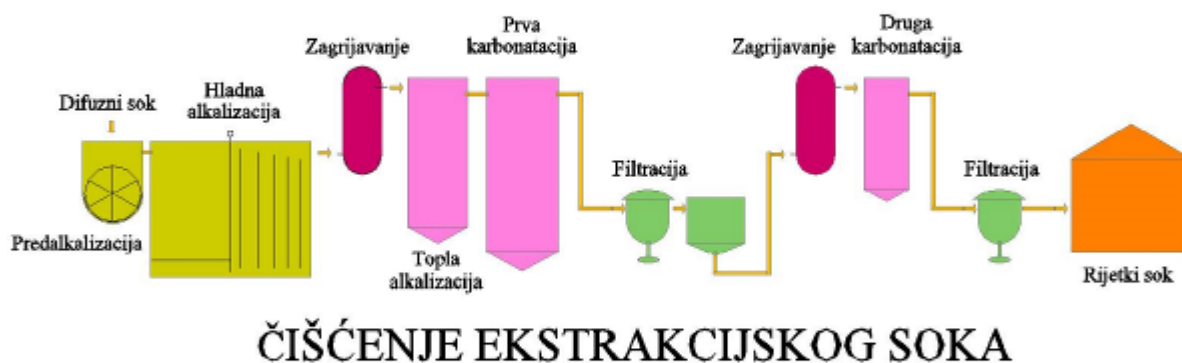 Difuzni sok
Predalkalizacija
Hladna
alkalizacija
Zagrijavanje
Topla
alkalizacija
Prva
karbonatacija
Filtracija
Zagrijavanje
Druga
karbonatacija
Filtracija
Rijetki sok
ČIŠĆENJE EKSTRAKCIJSKOG SOKA